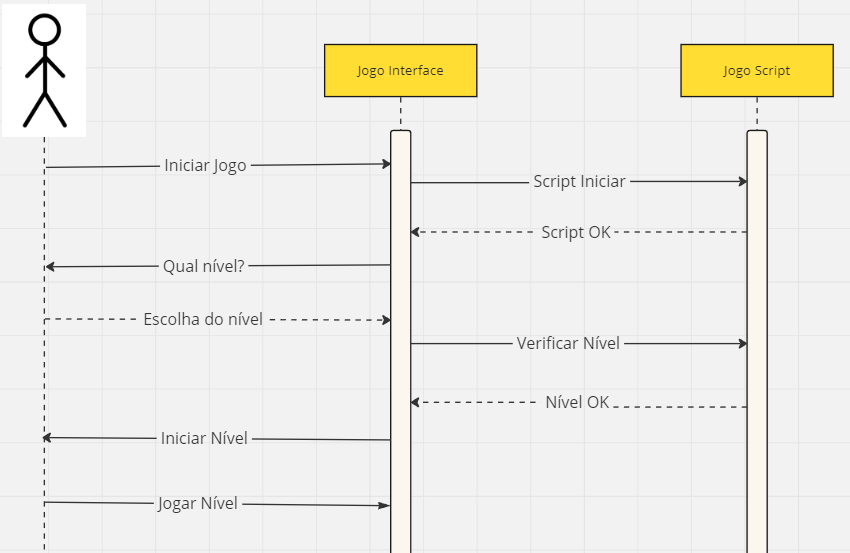 Jogo Interface
Jogo Script
Iniciar Jogo
Script Iniciar
Script OK
Qual nível?
Escolha do nível
Verificar Nível
Nível OK
Iniciar Nível
Jogar Nível